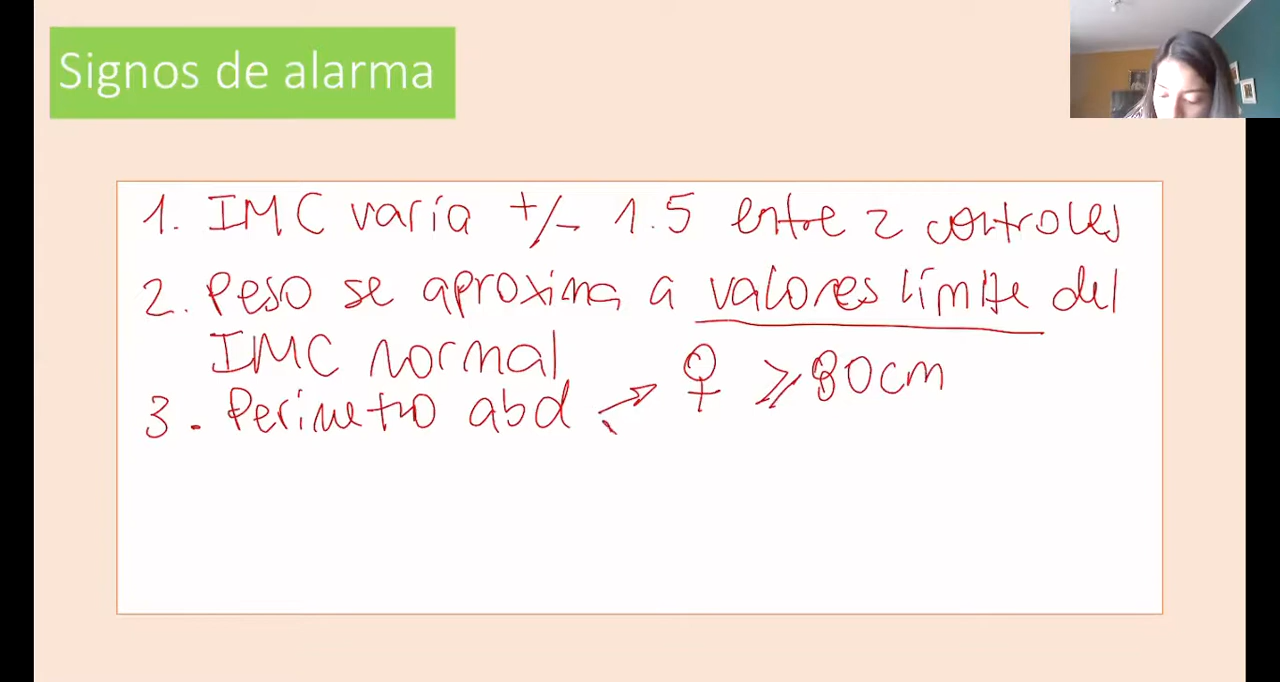 Signos de alarma
1. IMC varía +/- 1.5 entre 2 controles
2. Peso se aproxima a valores límite del
IMC normal
3. Perimetro abd → ♀ ≥ 80cm